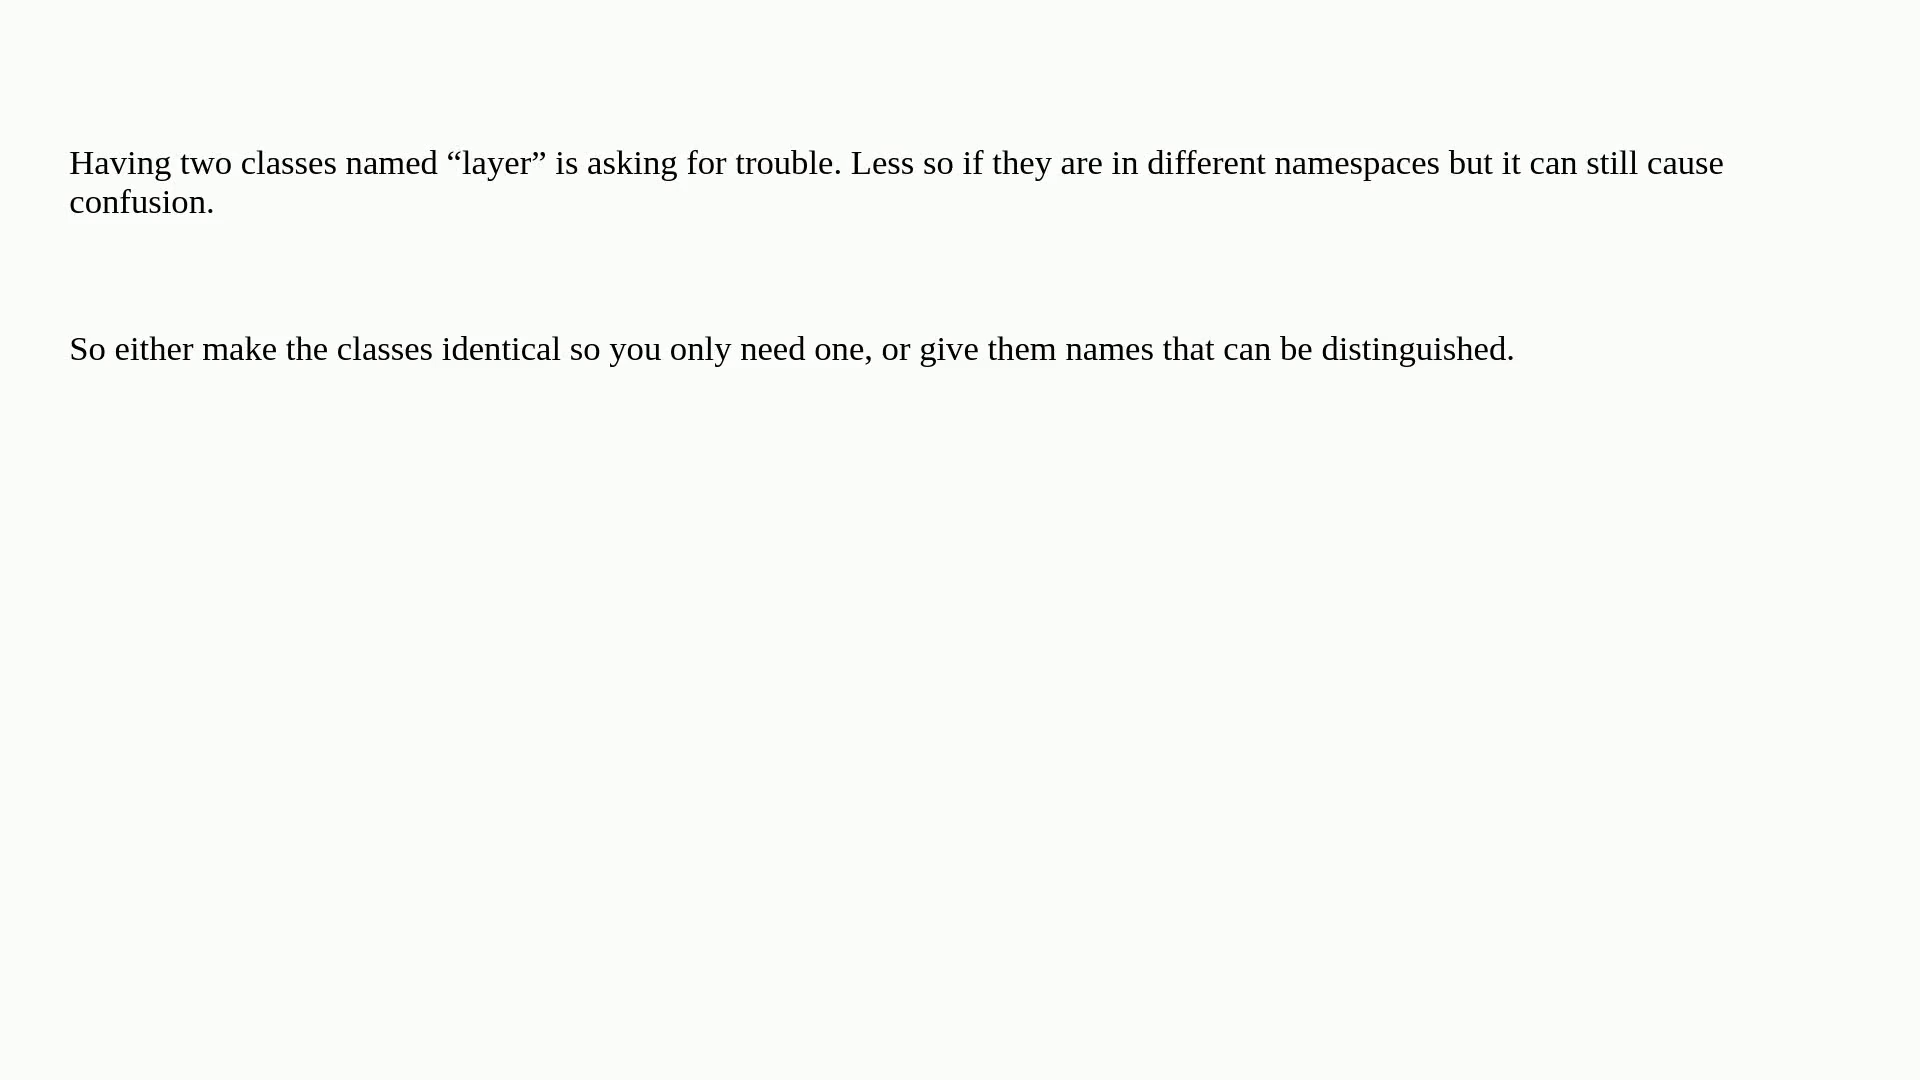 Having two classes named “layer” is asking for trouble. Less so if they are in different namespaces but it can still cause
confusion.
So either make the classes identical so you only need one, or give them names that can be distinguished.